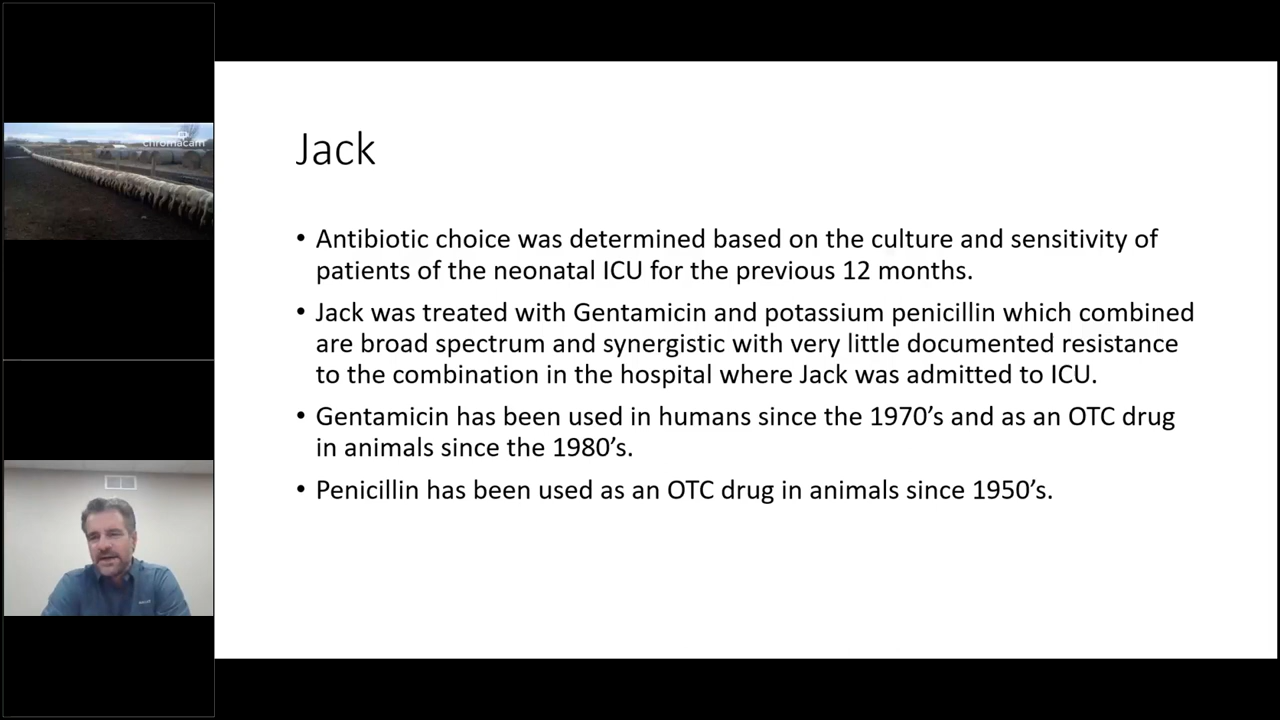 chromacam
Jack
• Antibiotic choice was determined based on the culture and sensitivity of
patients of the neonatal ICU for the previous 12 months.
• Jack was treated with Gentamicin and potassium penicillin which combined
are broad spectrum and synergistic with very little documented resistance
to the combination in the hospital where Jack was admitted to ICU.
• Gentamicin has been used in humans since the 1970’s and as an OTC drug
in animals since the 1980’s.
• Penicillin has been used as an OTC drug in animals since 1950’s.